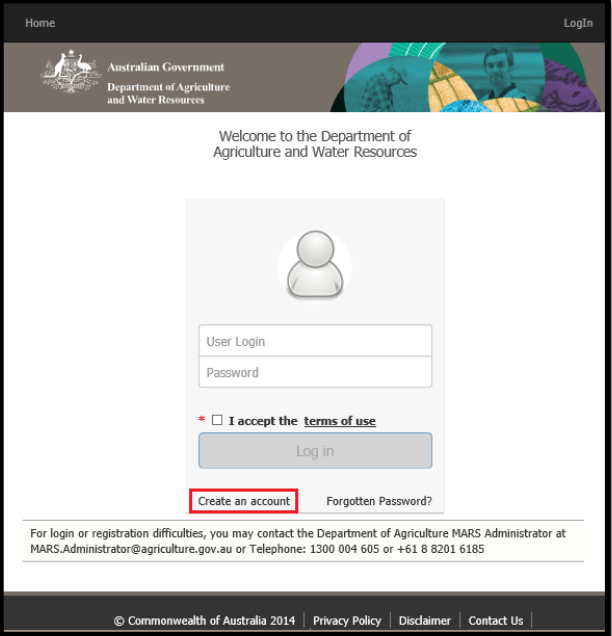 Home LogIn
Australian Government
Department of Agriculture
and Water Resources
Welcome to the Department of
Agriculture and Water Resources
User Login
Password
* I accept the terms of use
Log in
Create an account Forgotten Password?
For login or registration difficulties, you may contact the Department of Agriculture MARS Administrator at
MARS.Administrator@agriculture.gov.au or Telephone: 1300 004 605 or +61 8 8201 6185
© Commonwealth of Australia 2014 | Privacy Policy | Disclaimer | Contact Us |